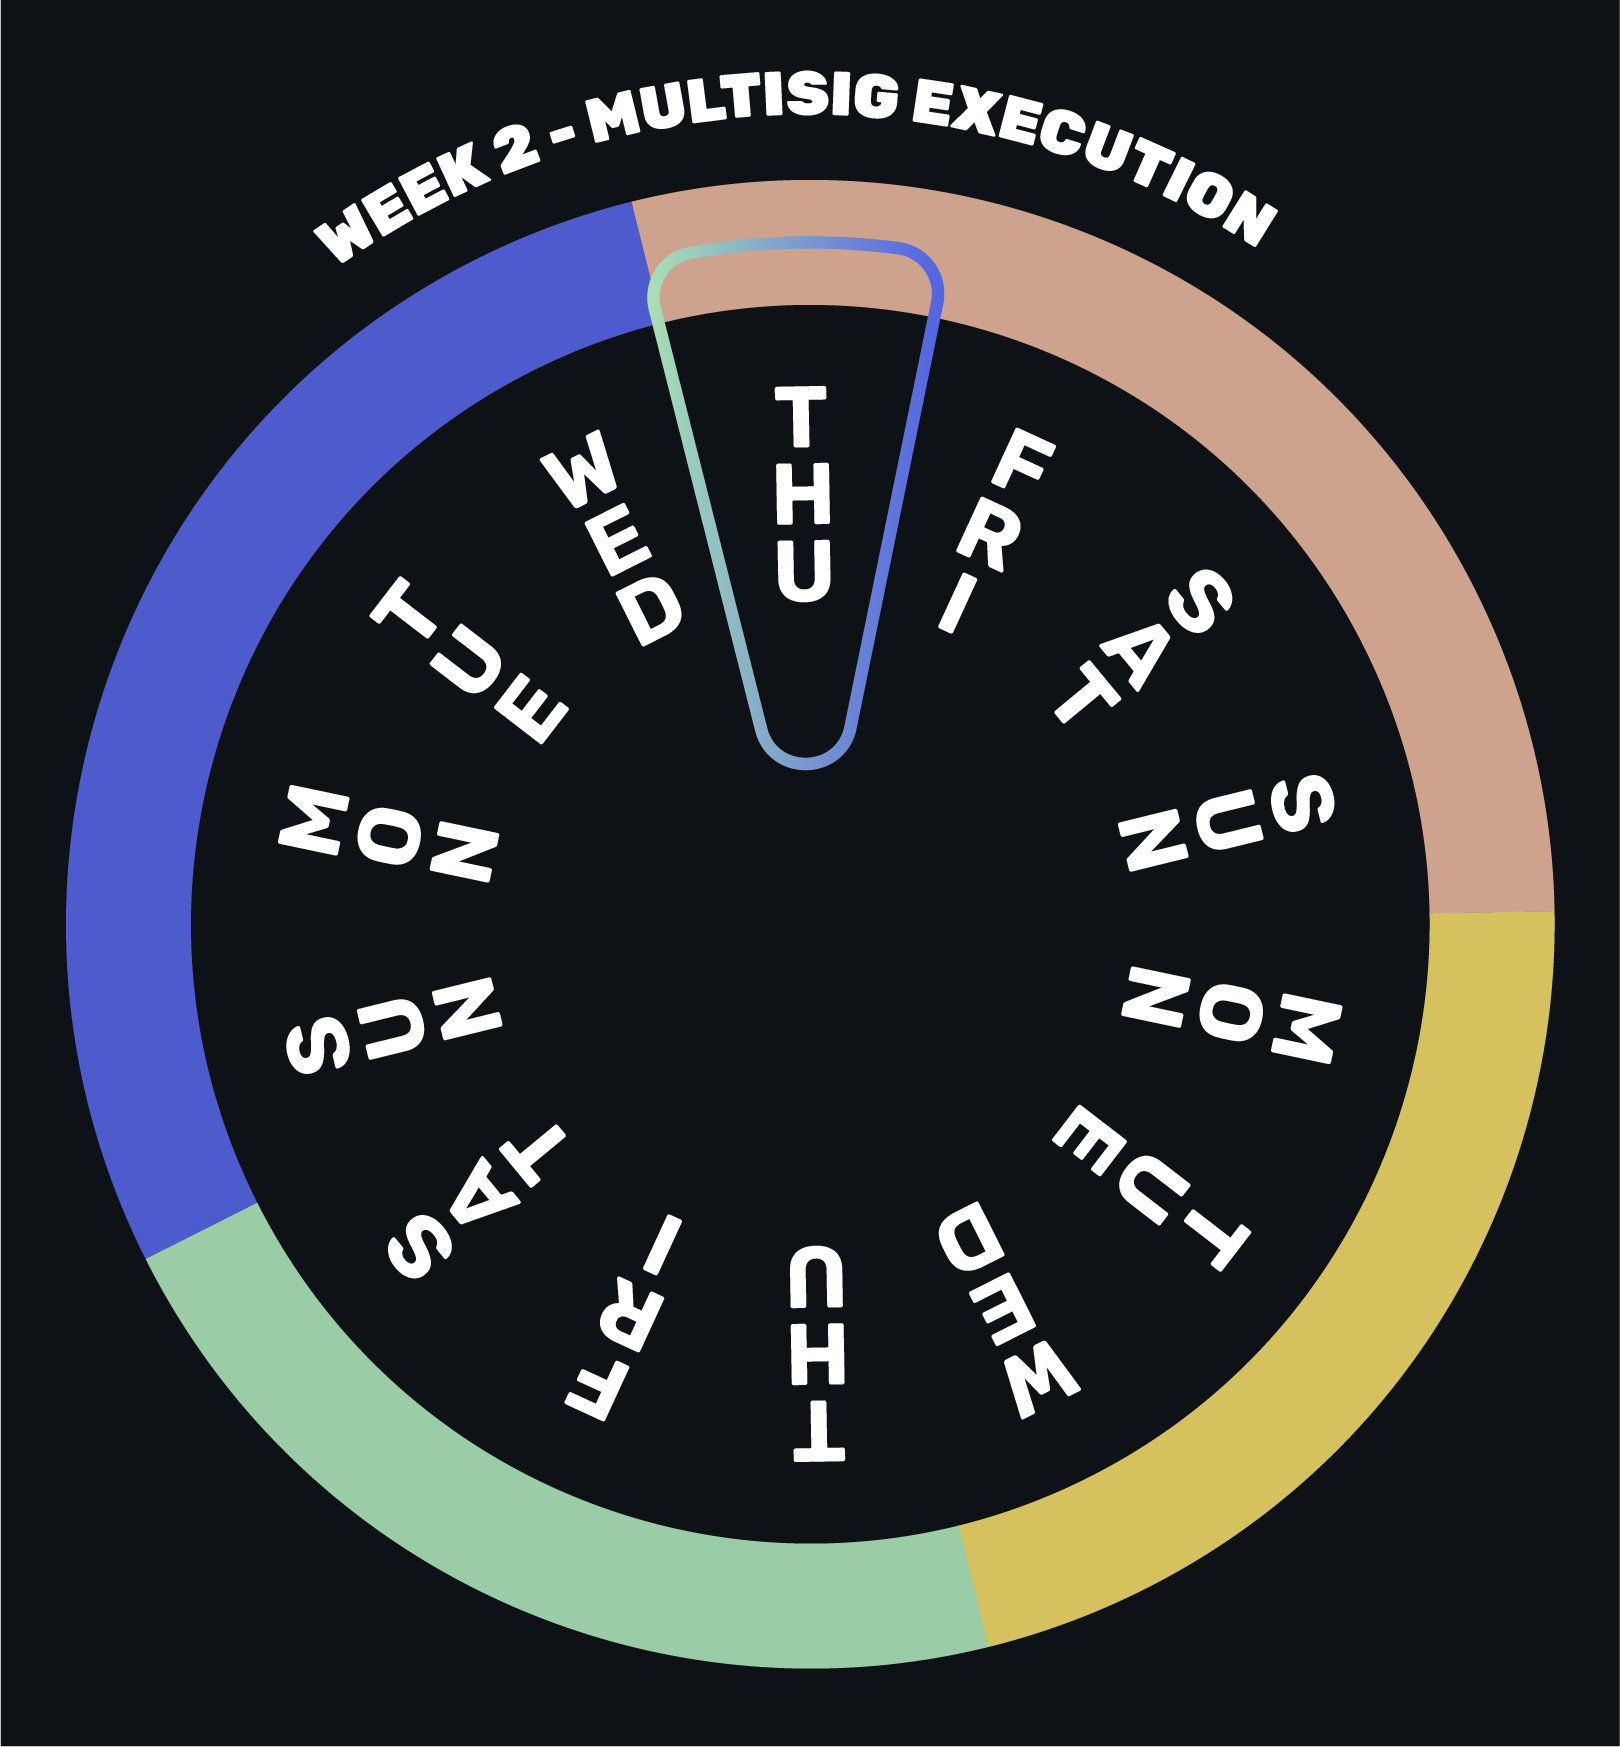 WEEK 2 - MULTISIG EXECUTION
THU
FRI
SAT
SUN
MON
TUE
WED
THU
FRI
SAT
SUN
MON
TUE
WED